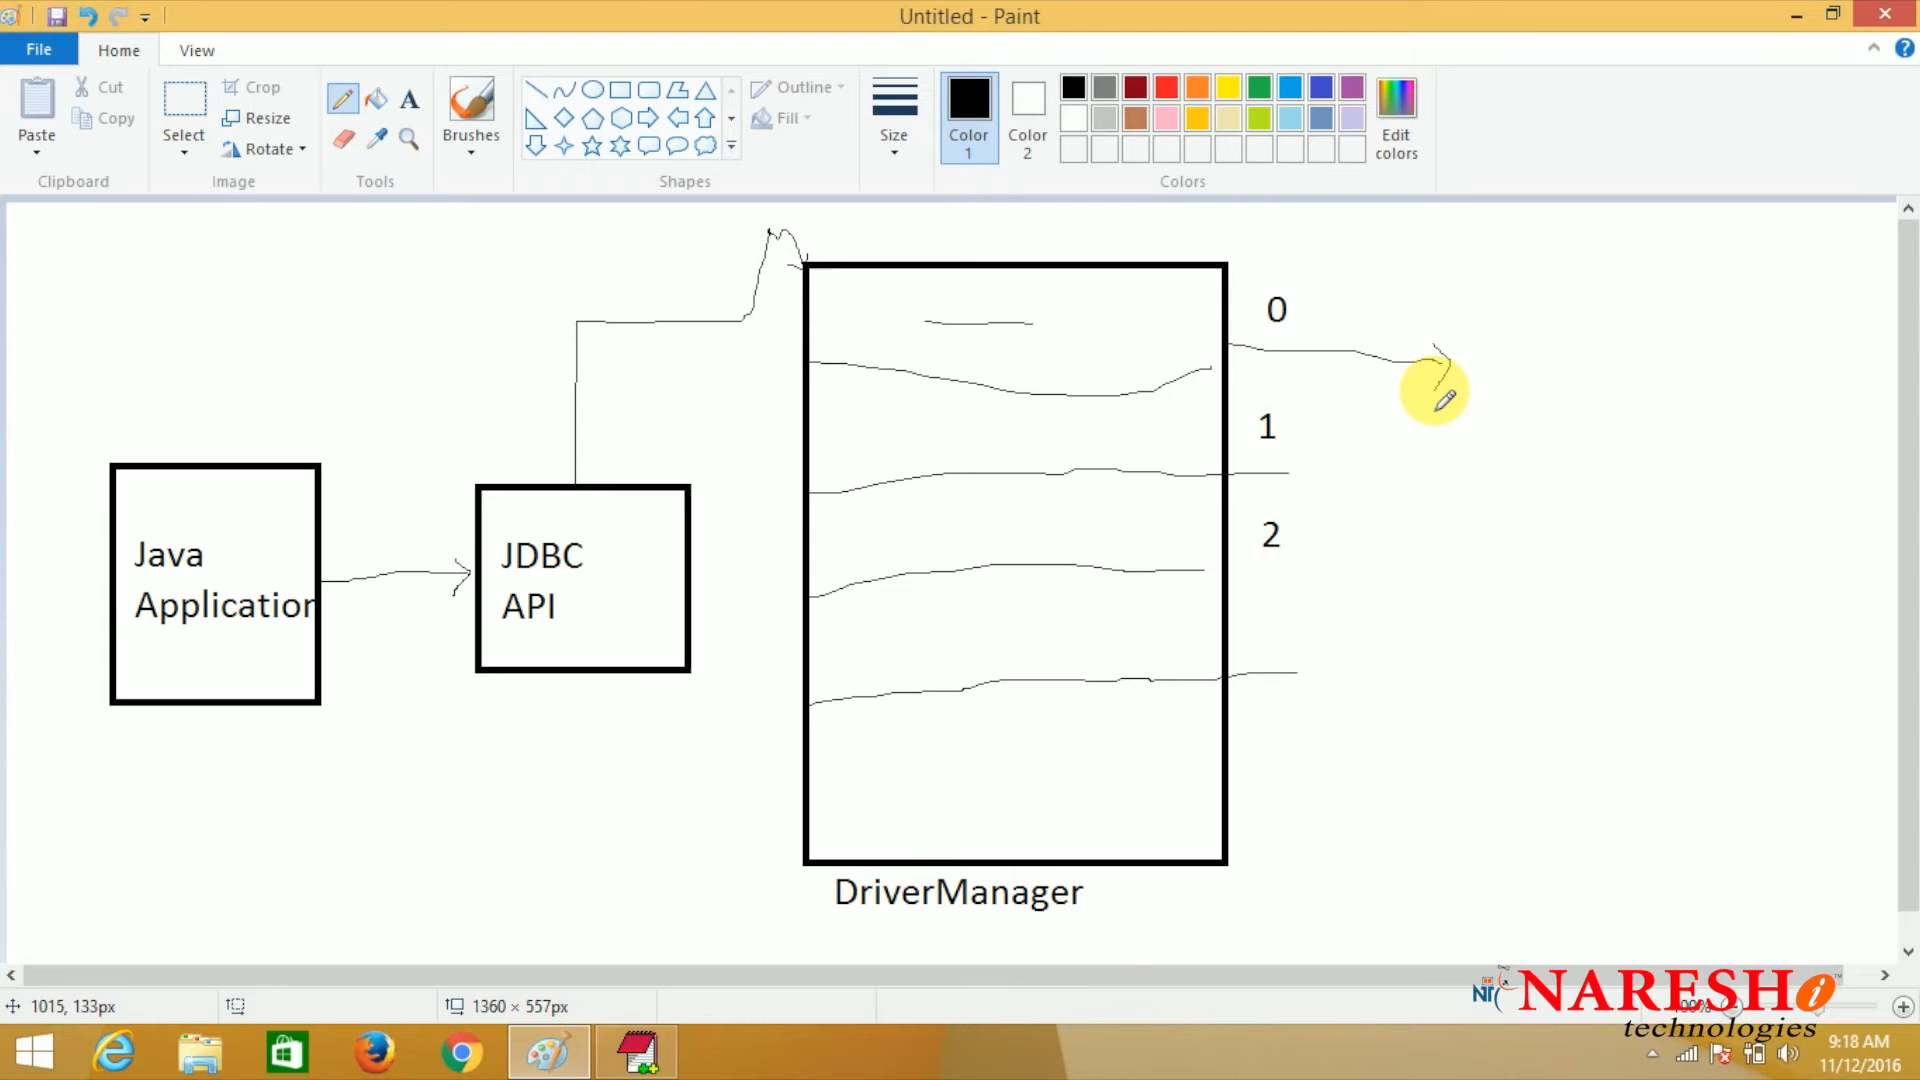 Untitled - Paint
File
Home
View
Paste
Cut
Copy
Clipboard
Select
Crop
Resize
Rotate
Image
Tools
Brushes
Shapes
Outline
Fill
Size
Color 1
Color 2
Edit colors
Colors
0
1
2
Java
Application
JDBC
API
DriverManager
1015, 133px
1360 × 557px
100%
NT
NARESH i
technologies
9:18 AM
11/12/2016